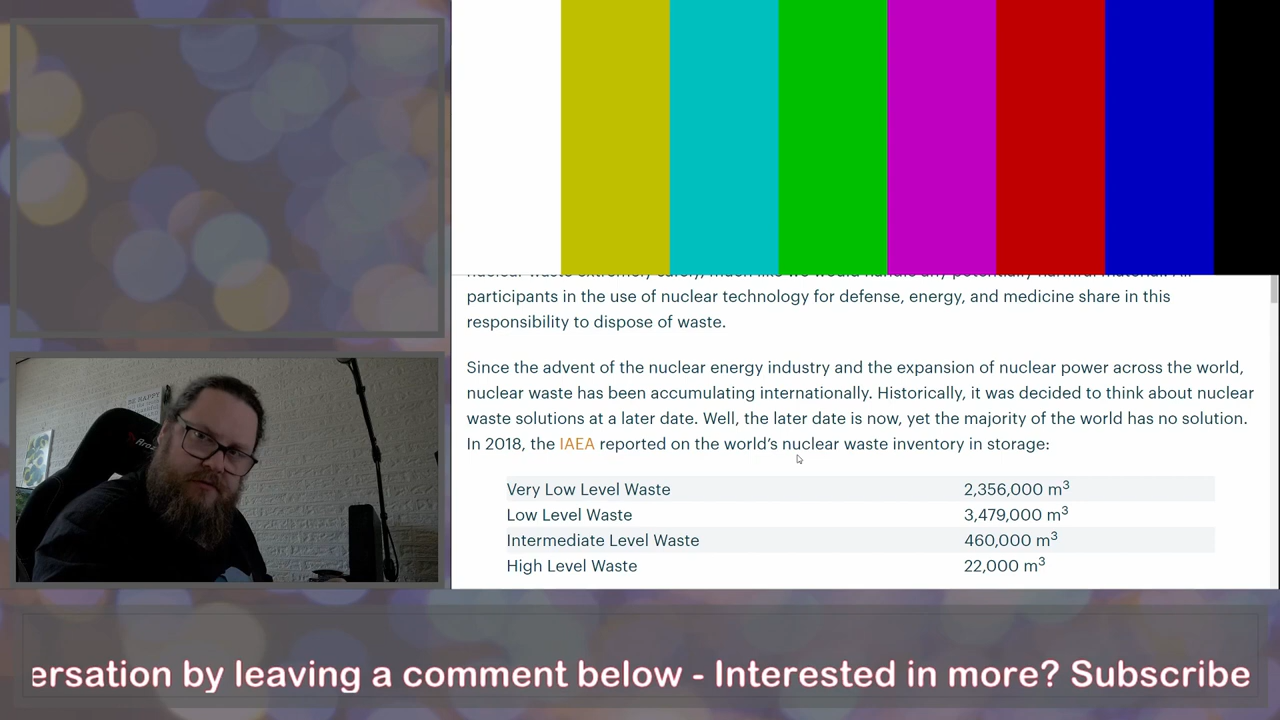 BE HAPPY
participants in the use of nuclear technology for defense, energy, and medicine share in this
responsibility to dispose of waste.
Since the advent of the nuclear energy industry and the expansion of nuclear power across the world,
nuclear waste has been accumulating internationally. Historically, it was decided to think about nuclear
waste solutions at a later date. Well, the later date is now, yet the majority of the world has no solution.
In 2018, the IAEA reported on the world's nuclear waste inventory in storage:
Very Low Level Waste 2,356,000 m³
Low Level Waste 3,479,000 m³
Intermediate Level Waste 460,000 m³
High Level Waste 22,000 m³
ersation by leaving a comment below - Interested in more? Subscribe